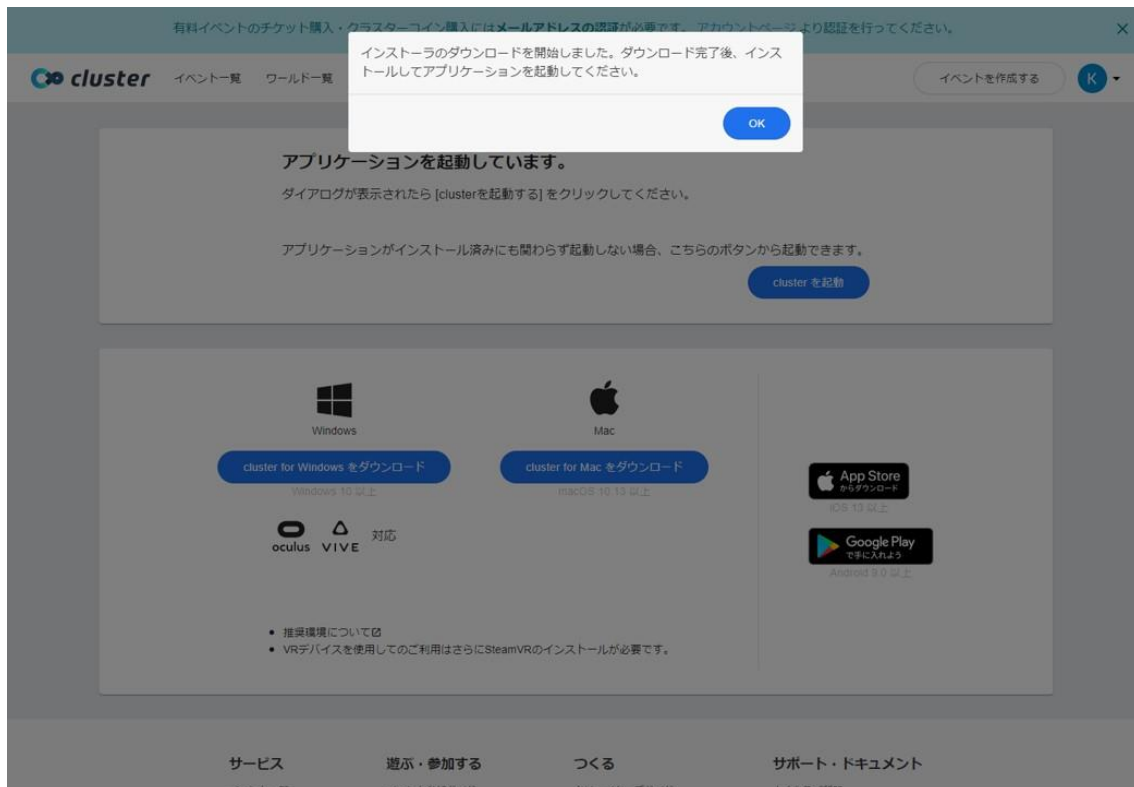 有料イベントのチケット購入・クラスターコイン購入にはメールアドレスの認証が必要です。 アカウントページ より認証を行ってください。
インストーラのダウンロードを開始しました。ダウンロード完了後、インス
トールしてアプリケーションを起動してください。
OK
cluster イベント一覧 ワールド一覧 イベントを作成する K
アプリケーションを起動しています。
ダイアログが表示されたら [clusterを起動する] をクリックしてください。
アプリケーションがインストール済みにも関わらず起動しない場合、こちらのボタンから起動できます。
cluster を起動
Windows
cluster for Windows をダウンロード
Windows 10 以上
oculus VIVE 対応
Mac
cluster for Mac をダウンロード
macOS 10.13 以上
App Store
からダウンロード
iOS 13 以上
Google Play
で手に入れよう
Android 9.0 以上
推奨環境について
VRデバイスを使用してのご利用はさらにSteamVRのインストールが必要です。
サービス 遊ぶ・参加する つくる サポート・ドキュメント